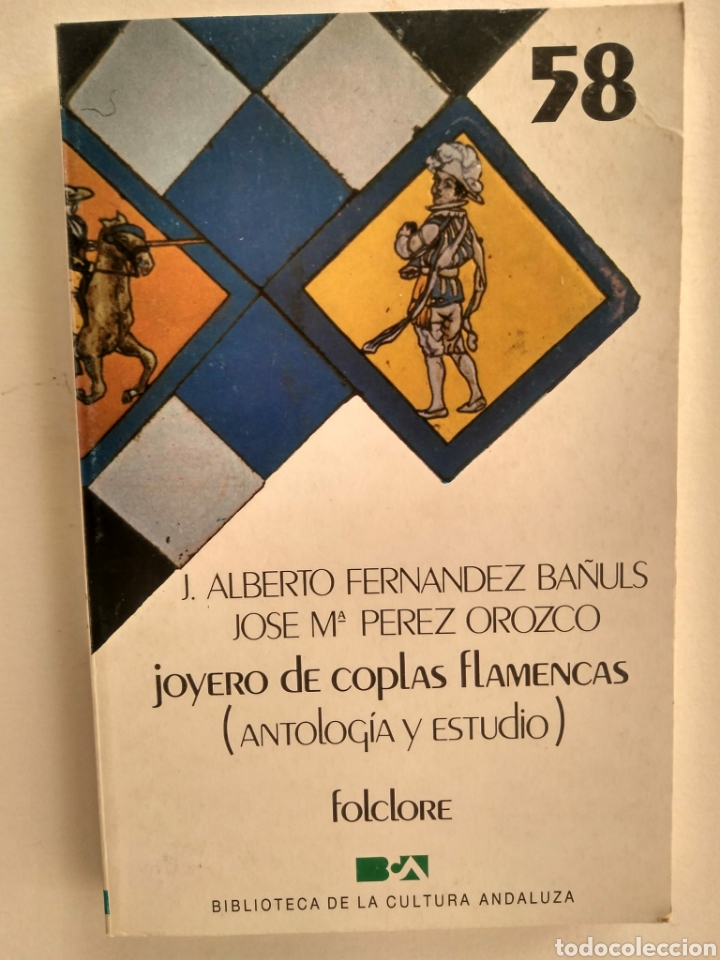 58
J. ALBERTO FERNANDEZ BAÑULS
JOSE Mª PEREZ OROZCO
joyero de coplas flamencas
(ANTOLOGÍA Y ESTUDIO)
folclore
BCA
BIBLIOTECA DE LA CULTURA ANDALUZA
todocoleccion